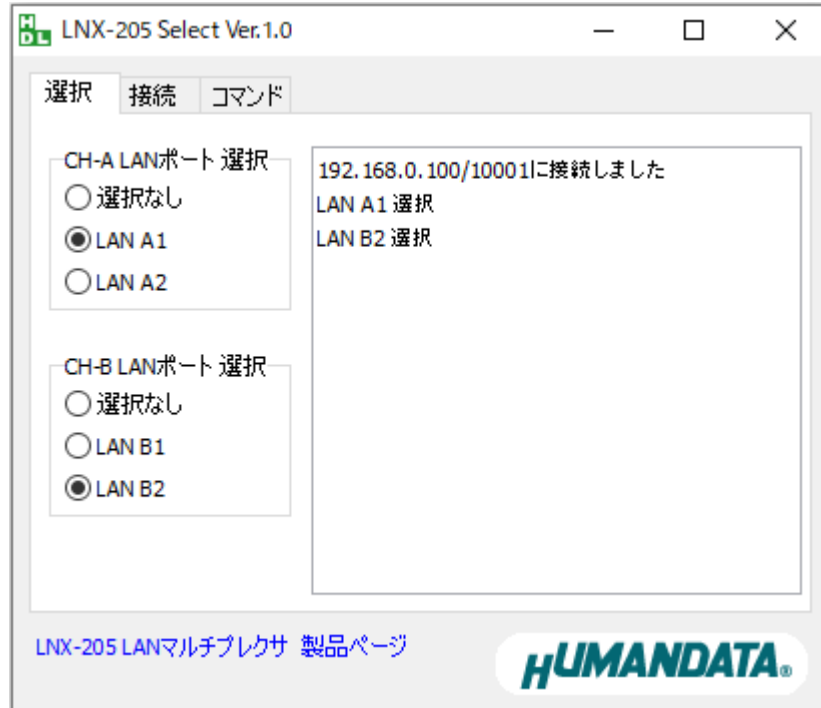 HDL LNX-205 Select Ver.1.0
選択 接続 コマンド
CH-A LANポート 選択
選択なし
LAN A1
LAN A2
CH-B LANポート 選択
選択なし
LAN B1
LAN B2
192.168.0.100/10001に接続しました
LAN A1 選択
LAN B2 選択
LNX-205 LANマルチプレクサ 製品ページ
HUMANDATA®